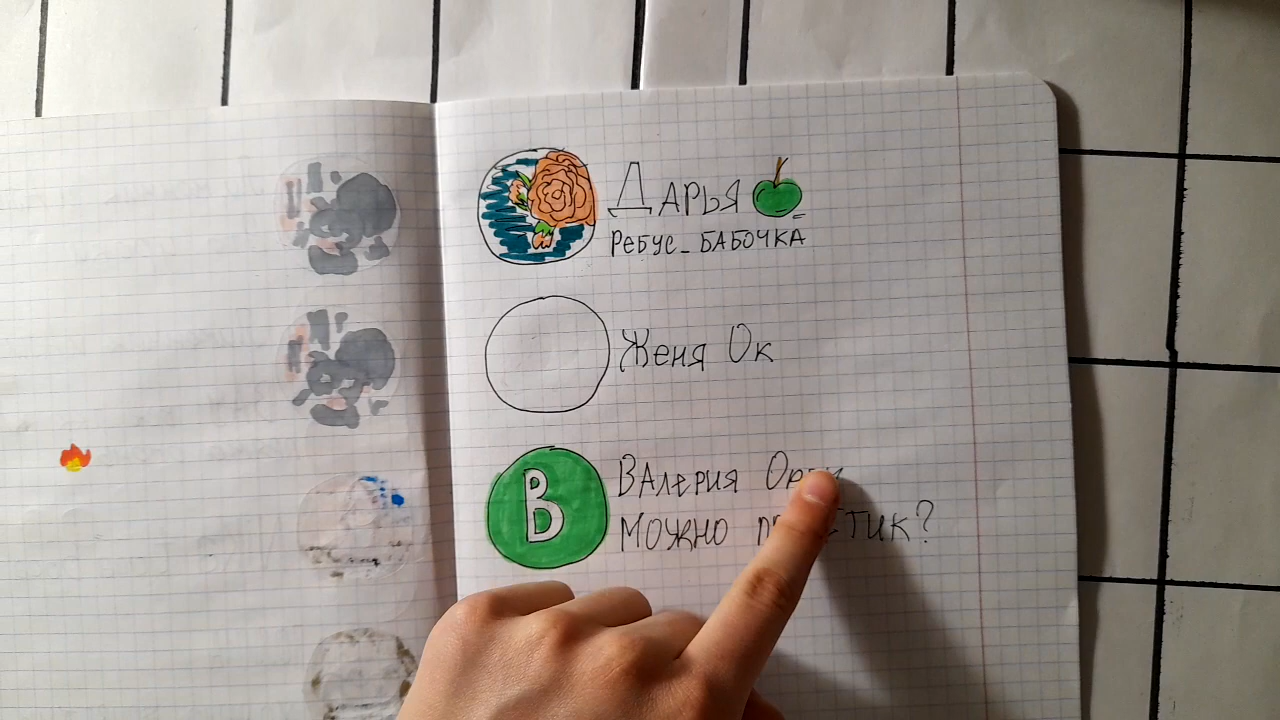 Дарья
Ребус_бабочка
Женя Ок
В
Валерия
можно